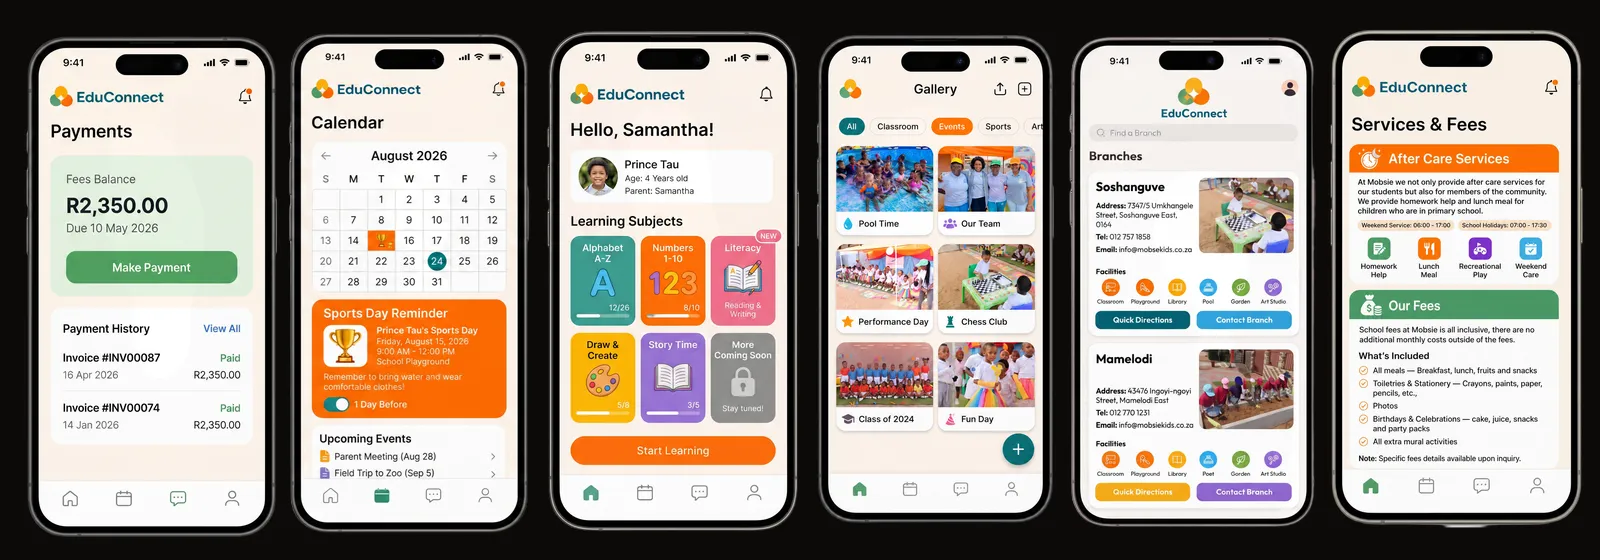 9:41
EduConnect
Payments
Fees Balance
R2,350.00
Due 10 May 2026
Make Payment
Payment History
View All
Invoice #INV00087
Paid
16 Apr 2026
R2,350.00
Invoice #INV00074
Paid
14 Jan 2026
R2,350.00
9:41
EduConnect
Calendar
August 2026
S M T W T F S
1 2 3 4 5
6 7 8 9 10 11 12
13 14 16 17 18 19
20 21 22 23 24 25 26
27 28 29 30 31
Sports Day Reminder
Prince Tau's Sports Day
Friday, August 15, 2026
9:00 AM - 12:00 PM
School Playground
Remember to bring water and wear
comfortable clothes!
1 Day Before
Upcoming Events
Parent Meeting (Aug 28)
Field Trip to Zoo (Sep 5)
9:41
EduConnect
Hello, Samantha!
Prince Tau
Age: 4 Years old
Parent: Samantha
Learning Subjects
Alphabet
A-Z
A
12/26
Numbers
1-10
123
8/10
NEW
Literacy
Reading &
Writing
Draw &
Create
5/8
Story Time
3/5
More
Coming Soon
Stay tuned!
Start Learning
9:41
Gallery
All
Classroom
Events
Sports
Art
Pool Time
Our Team
Performance Day
Chess Club
Class of 2024
Fun Day
9:41
EduConnect
Find a Branch
Branches
Soshanguve
Address: 7347/5 Umkhangele
Street, Soshanguve East,
0164
Tel: 012 757 1858
Email: info@mobsiekids.co.za
Facilities
Classroom
Playground
Library
Pool
Garden
Art Studio
Quick Directions
Contact Branch
Mamelodi
Address: 43476 Ingoyi-ngoyi
Street, Mamelodi East
Tel: 012 770 1231
Email: info@mobsiekids.co.za
Facilities
Classroom
Playground
Library
Garden
Art Studio
Quick Directions
Contact Branch
9:41
EduConnect
Services & Fees
After Care Services
At Mobsie we not only provide after care services for
our students but also for members of the community.
We provide homework help and lunch meal for
children who are in primary school.
Weekend Service: 06:00 - 17:00
School Holidays: 07:00 - 17:30
Homework
Help
Lunch
Meal
Recreational
Play
Weekend
Care
Our Fees
School fees at Mobsie is all inclusive, there are no
additional monthly costs outside of the fees.
What's Included
All meals — Breakfast, lunch, fruits and snacks
Toiletries & Stationery — Crayons, paints, paper,
pencils, etc.,
Photos
Birthdays & Celebrations — cake, juice, snacks
and party packs
All extra mural activities
Note: Specific fees details available upon inquiry.